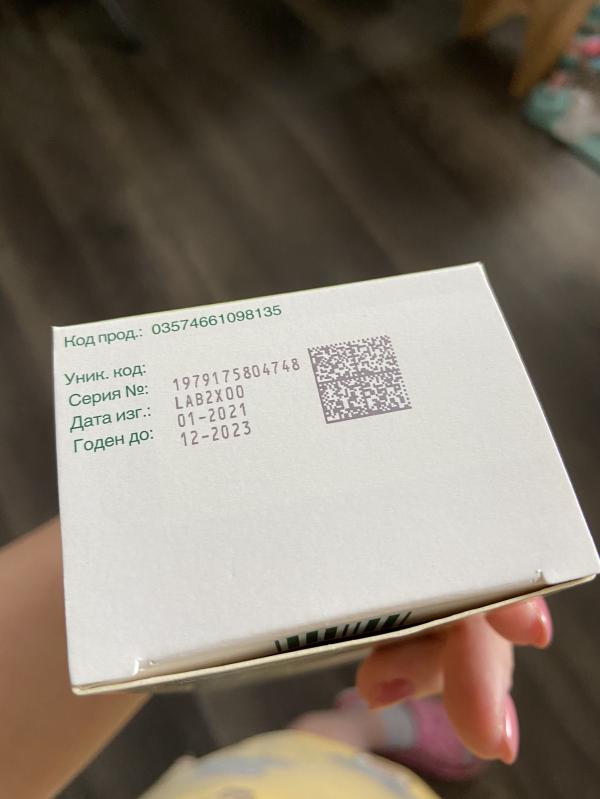 Код прод.: 03574661098135
Уник. код: 1979175804748
Серия №: LAB2X00
Дата изг.: 01-2021
Годен до: 12-2023